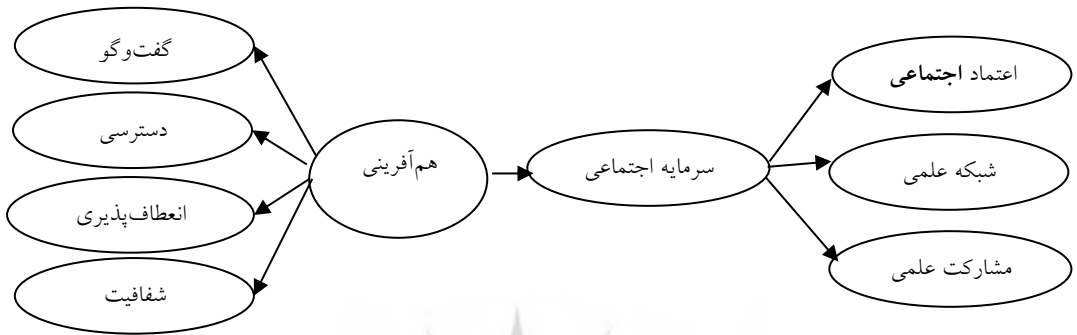 گفت‌وگو
دسترسی
انعطاف‌پذیری
شفافیت
هم‌آفرینی
سرمایه اجتماعی
اعتماد اجتماعی
شبکه علمی
مشارکت علمی